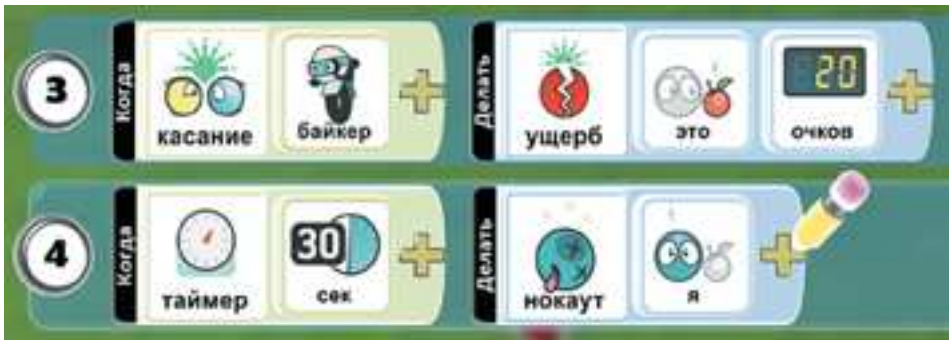 3
Когда
касание
байкер
Делать
ущерб
это
20
очков
4
Когда
таймер
30
сек
Делать
нокаут
я